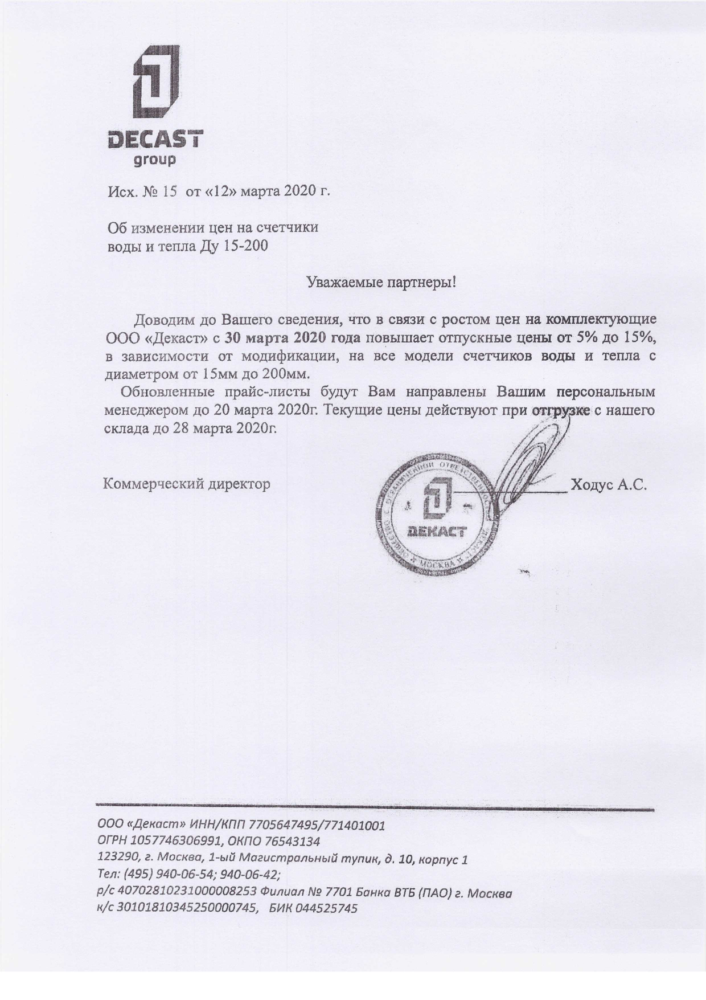 DECAST
group
Исх. № 15 от «12» марта 2020 г.
Об изменении цен на счетчики
воды и тепла Ду 15-200
Уважаемые партнеры!
Доводим до Вашего сведения, что в связи с ростом цен на комплектующие
ООО «Декаст» с 30 марта 2020 года повышает отпускные цены от 5% до 15%,
в зависимости от модификации, на все модели счетчиков воды и тепла с
диаметром от 15мм до 200мм.
Обновленные прайс-листы будут Вам направлены Вашим персональным
менеджером до 20 марта 2020г. Текущие цены действуют при отгрузке с нашего
склада до 28 марта 2020г.
Коммерческий директор
Ходус А.С.
ОБЩЕСТВО С ОГРАНИЧЕННОЙ ОТВЕТСТВЕННОСТЬЮ
ДЕКАСТ
МОСКВА
ООО «Декаст» ИНН/КПП 7705647495/771401001
ОГРН 1057746306991, ОКПО 76543134
123290, г. Москва, 1-ый Магистральный тупик, д. 10, корпус 1
Тел: (495) 940-06-54; 940-06-42;
р/с 40702810231000008253 Филиал № 7701 Банка ВТБ (ПАО) г. Москва
к/с 30101810345250000745, БИК 044525745